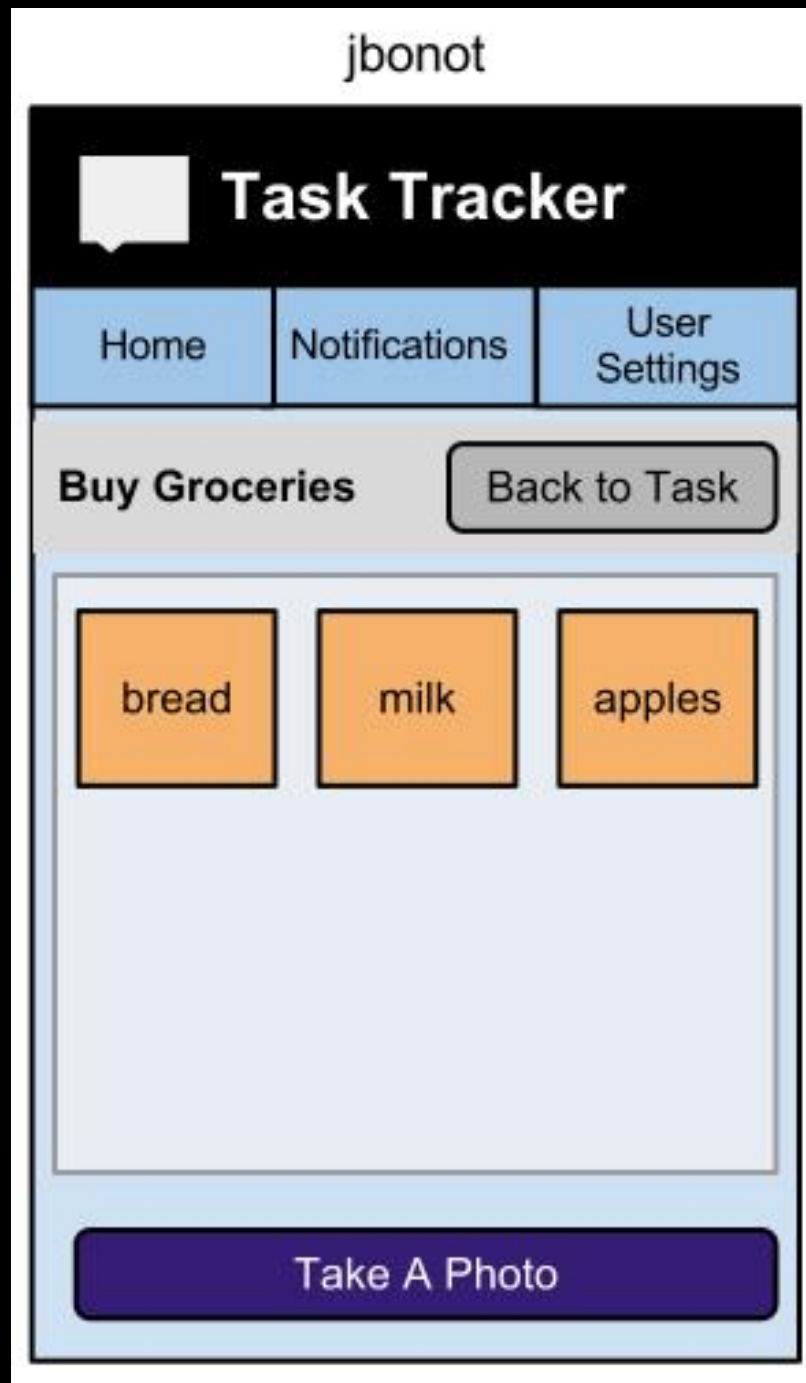 jbonot
Task Tracker
Home
Notifications
User
Settings
Buy Groceries
Back to Task
bread
milk
apples
Take A Photo